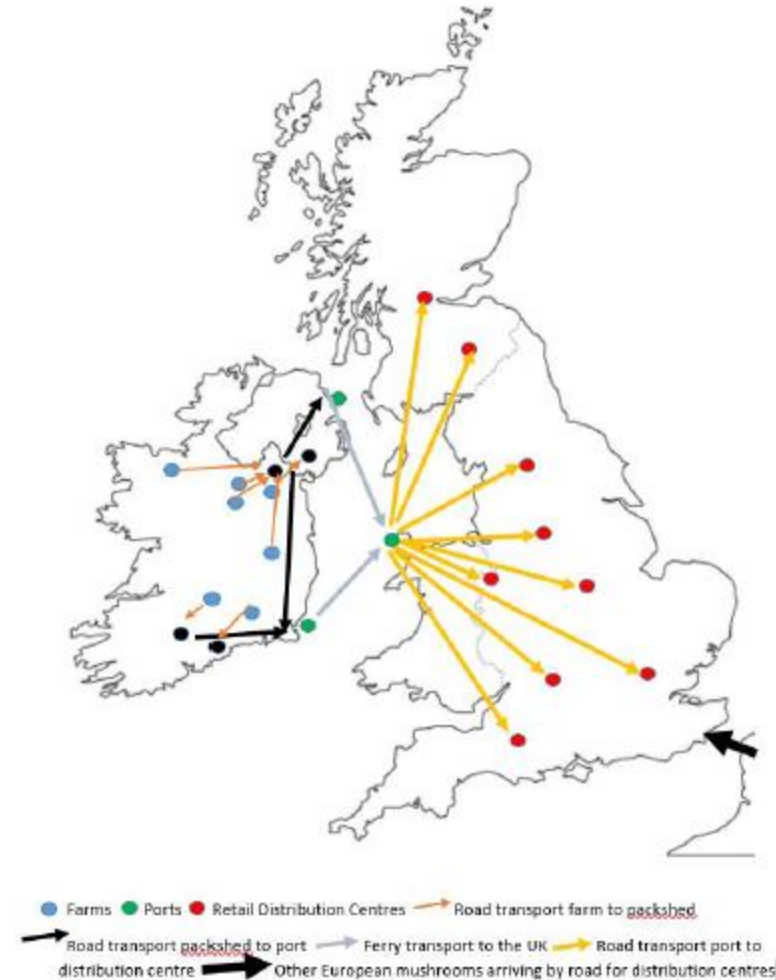 Farms Ports Retail Distribution Centres Road transport farm to packshed
Road transport packshed to port Ferry transport to the UK Road transport port to
distribution centre Other European mushrooms arriving by road for distribution centres